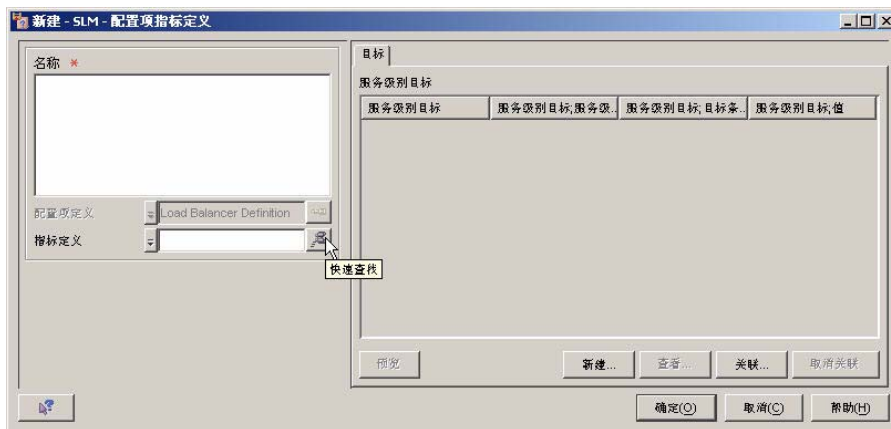 新建 - SLM - 配置项指标定义
名称 *
配置项定义
Load Balancer Definition
指标定义
快速查找
目标
服务级别目标
服务级别目标
服务级别目标;服务级..
服务级别目标;目标条..
服务级别目标;值
预览
新建...
查看...
关联...
取消关联
确定(O)
取消(C)
帮助(H)